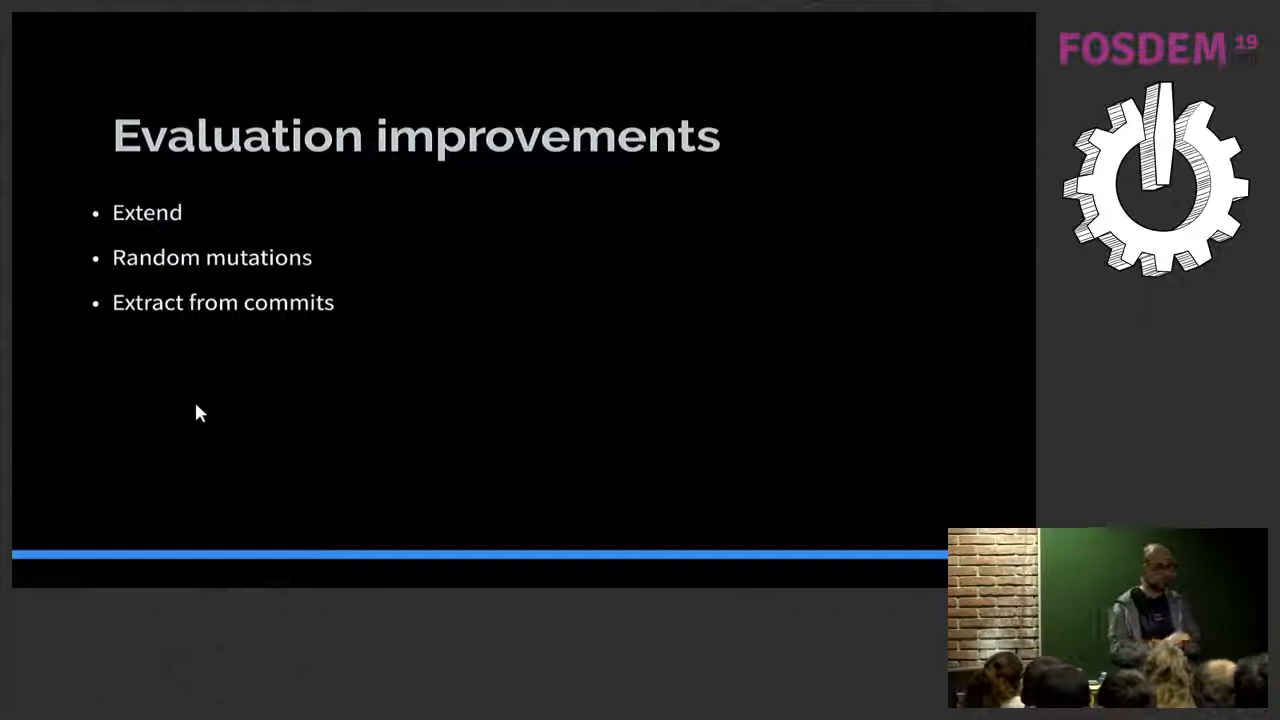 FOSDEM 19
Evaluation improvements
• Extend
• Random mutations
• Extract from commits